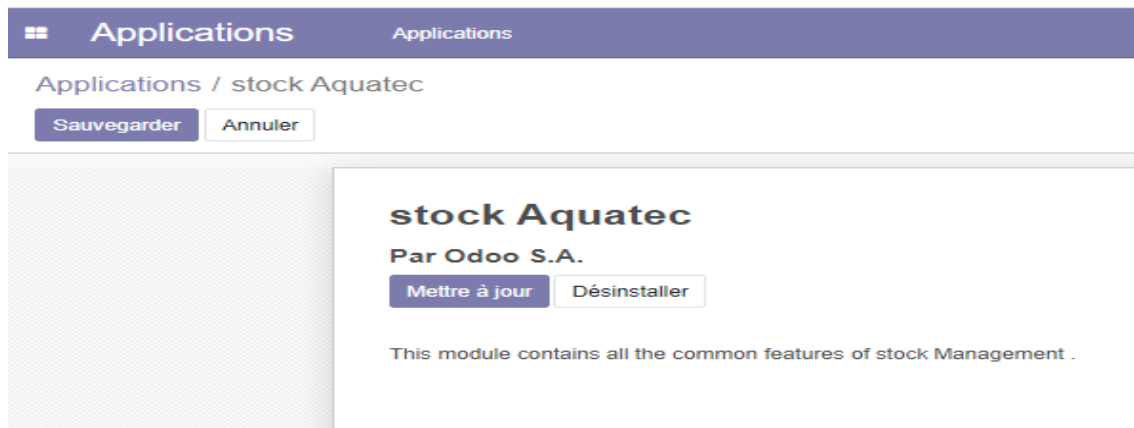 Applications Applications
Applications / stock Aquatec
Sauvegarder Annuler
stock Aquatec
Par Odoo S.A.
Mettre à jour Désinstaller
This module contains all the common features of stock Management .